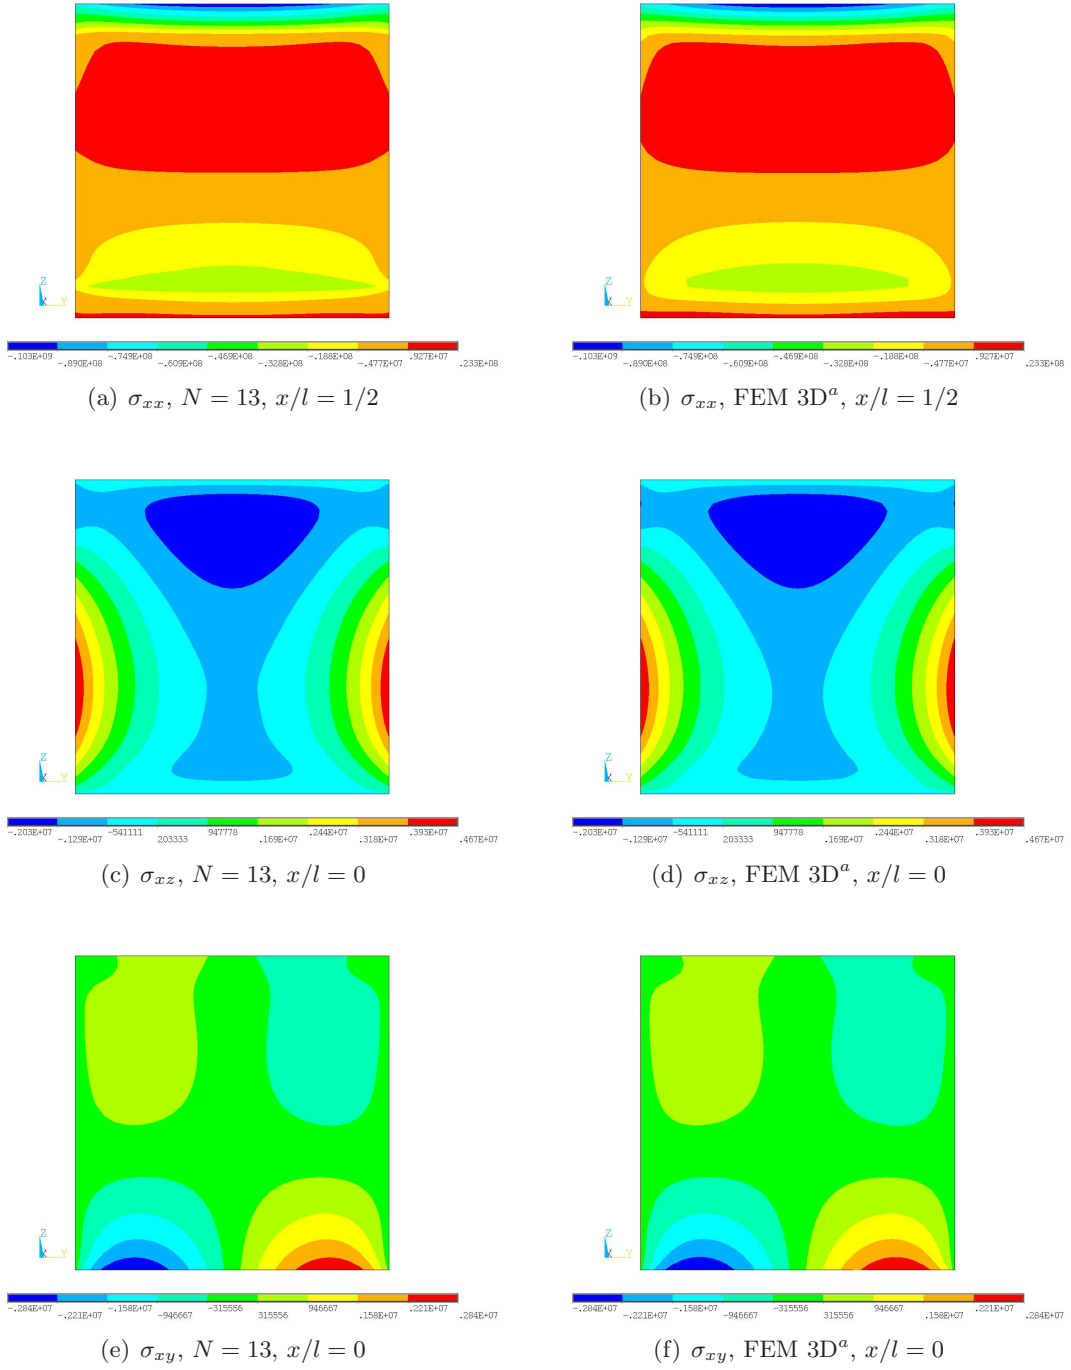 Z
X Y
Z
X Y
-.103E+09 -.749E+08 -.469E+08 -.188E+08 .927E+07
-.890E+08 -.609E+08 -.328E+08 -.477E+07 .233E+08
-.103E+09 -.749E+08 -.469E+08 -.188E+08 .927E+07
-.890E+08 -.609E+08 -.328E+08 -.477E+07 .233E+08
(a) σxx, N = 13, x/l = 1/2
(b) σxx, FEM 3Dᵃ, x/l = 1/2
Z
X Y
Z
X Y
-.203E+07 -541111 947778 .244E+07 .393E+07
-.129E+07 203333 .169E+07 .318E+07 .467E+07
-.203E+07 -541111 947778 .244E+07 .393E+07
-.129E+07 203333 .169E+07 .318E+07 .467E+07
(c) σxz, N = 13, x/l = 0
(d) σxz, FEM 3Dᵃ, x/l = 0
Z
X Y
Z
X Y
-.284E+07 -.158E+07 -315556 946667 .221E+07
-.221E+07 -946667 315556 .158E+07 .284E+07
-.284E+07 -.158E+07 -315556 946667 .221E+07
-.221E+07 -946667 315556 .158E+07 .284E+07
(e) σxy, N = 13, x/l = 0
(f) σxy, FEM 3Dᵃ, x/l = 0